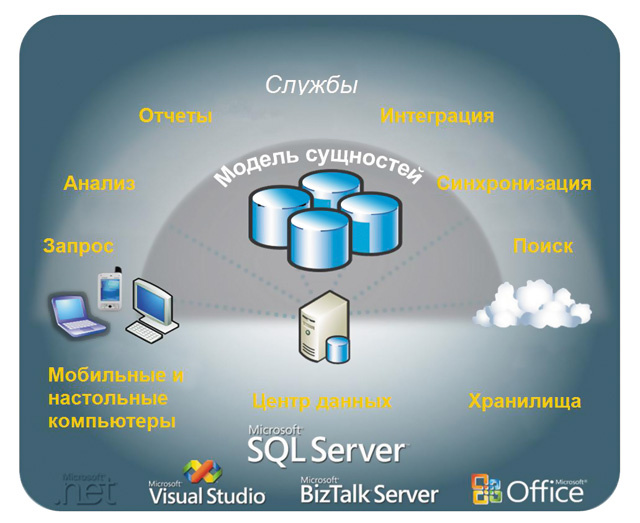 Службы
Отчеты
Интеграция
Модель сущностей
Анализ
Синхронизация
Запрос
Поиск
Мобильные и
настольные
компьютеры
Центр данных
Хранилища
Microsoft
SQL Server
Microsoft
.net
Microsoft
Visual Studio
Microsoft
BizTalk Server
Microsoft
Office